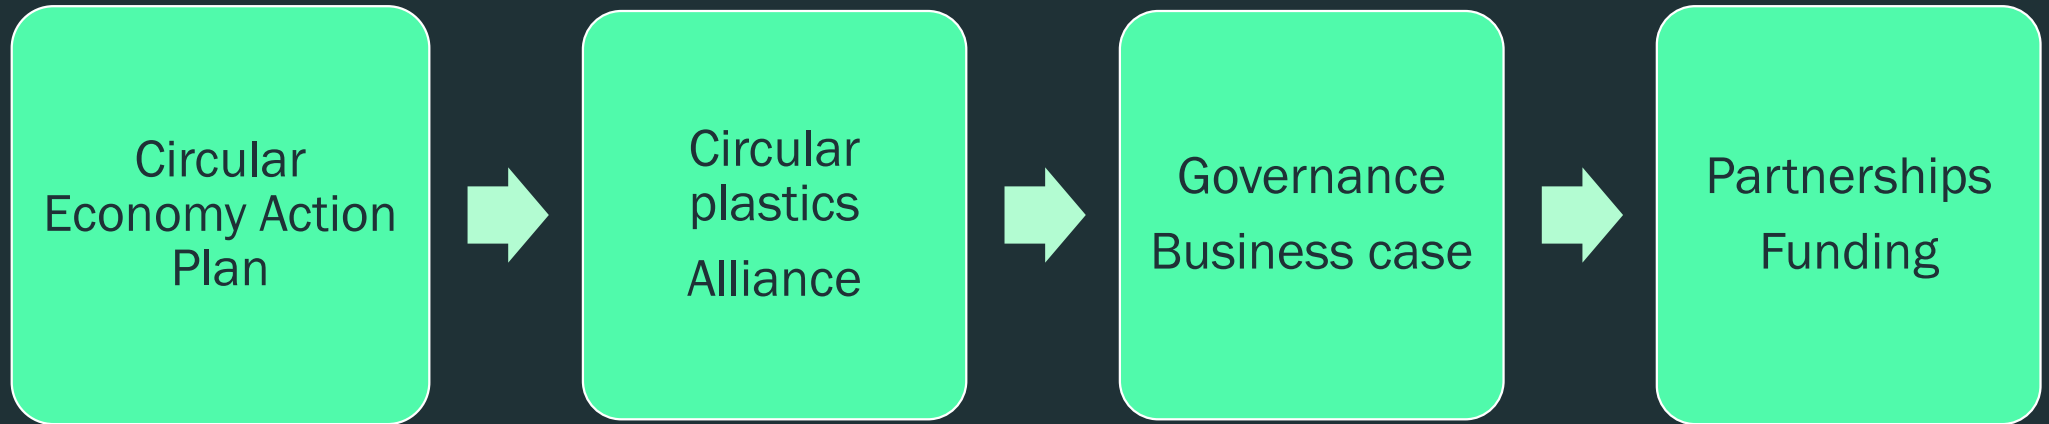 Circular
Economy Action
Plan
Circular
plastics
Alliance
Governance
Business case
Partnerships
Funding